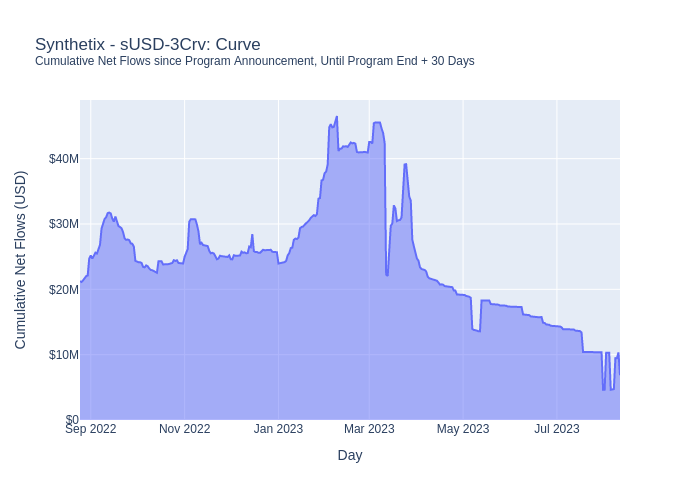 Synthetix - sUSD-3Crv: Curve
Cumulative Net Flows since Program Announcement, Until Program End + 30 Days
Cumulative Net Flows (USD)
$40M
$30M
$20M
$10M
$0
Sep 2022 Nov 2022 Jan 2023 Mar 2023 May 2023 Jul 2023
Day